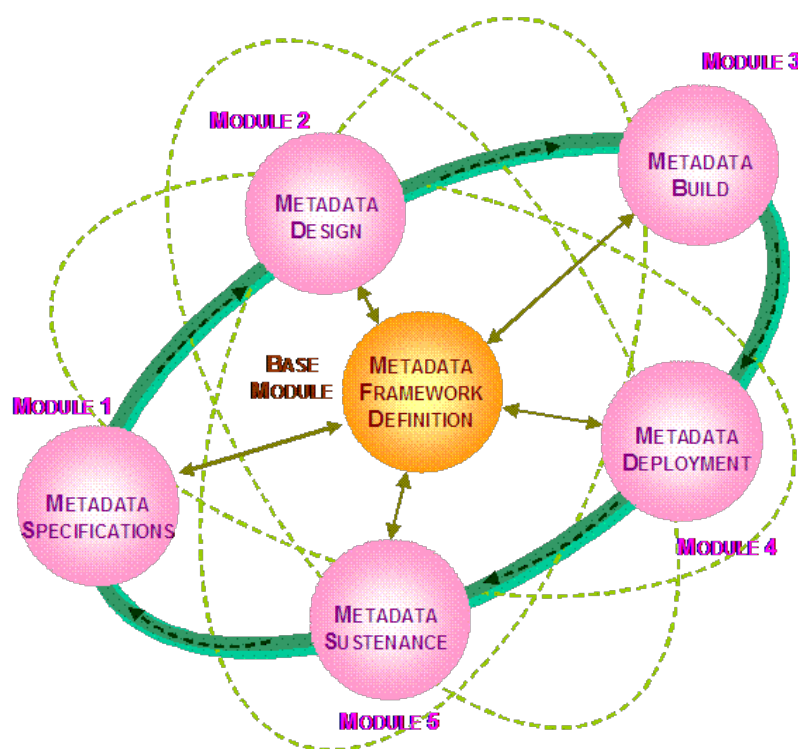 MODULE 3
METADATA
BUILD
MODULE 2
METADATA
DESIGN
BASE
MODULE
METADATA
FRAMEWORK
DEFINITION
MODULE 1
METADATA
SPECIFICATIONS
METADATA
DEPLOYMENT
MODULE 4
METADATA
SUSTENANCE
MODULE 5